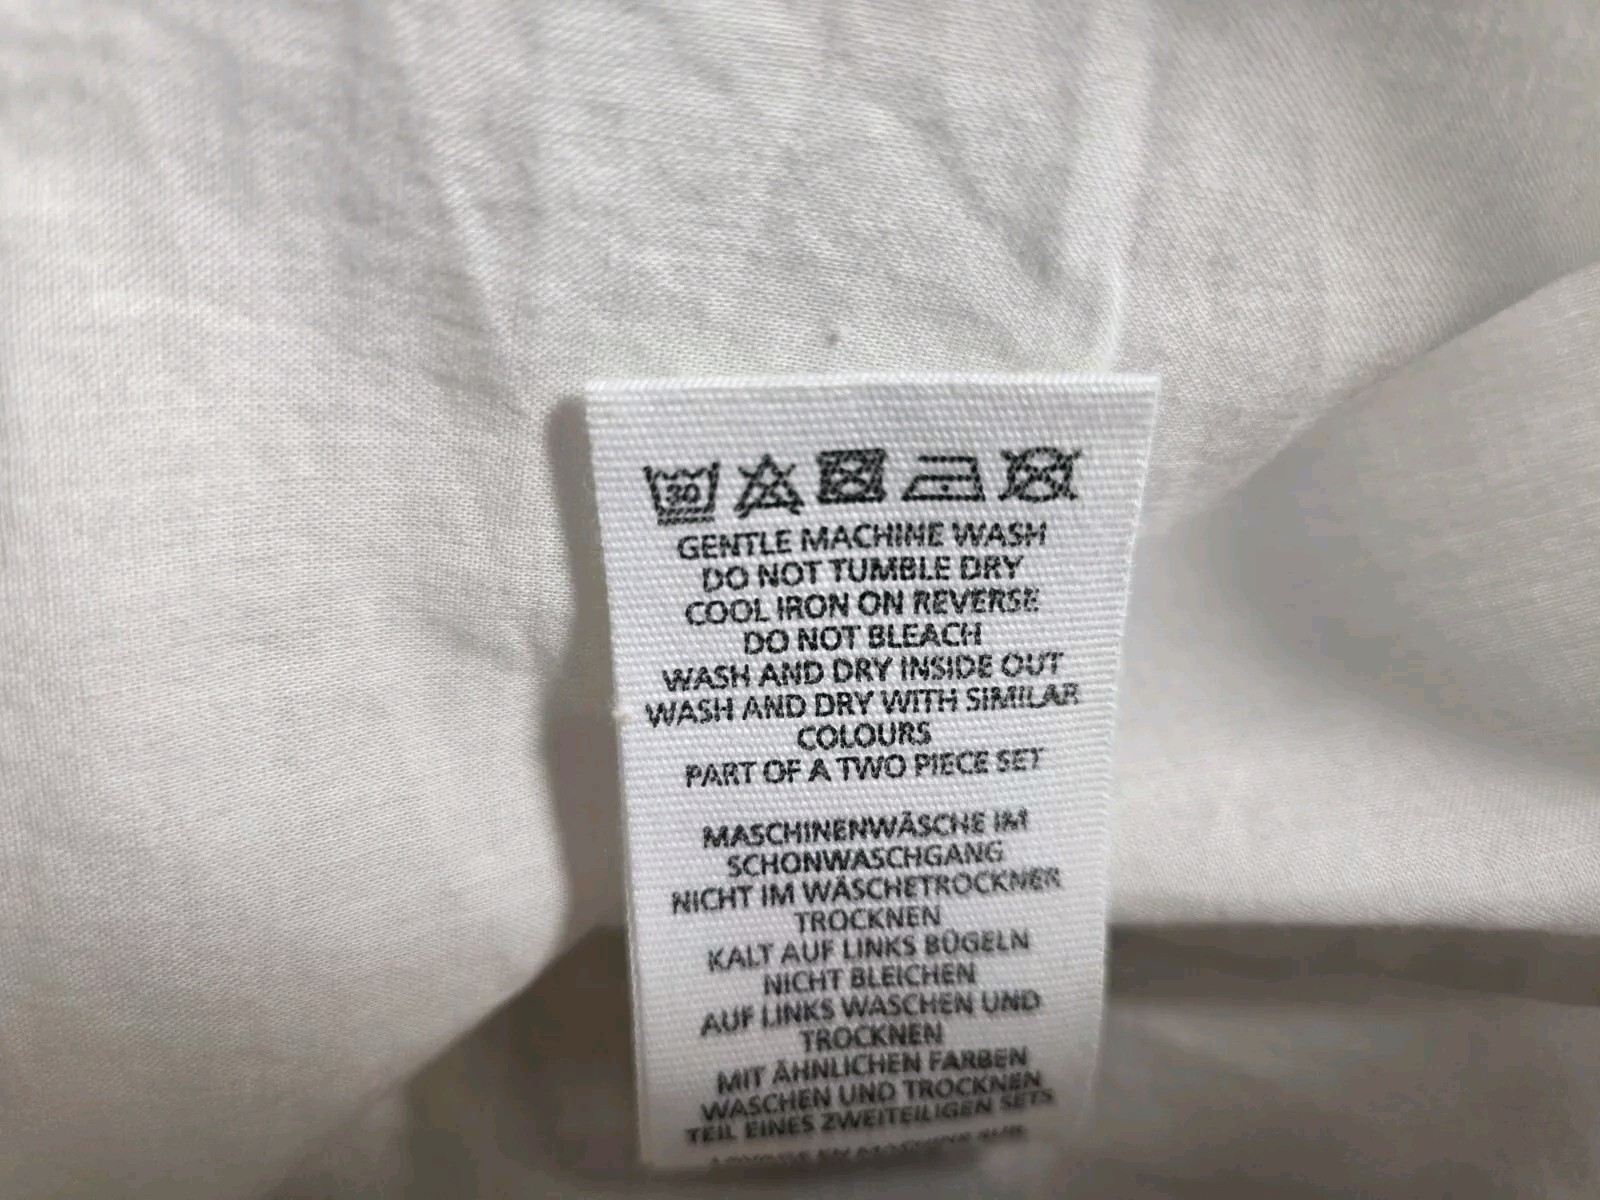 30
GENTLE MACHINE WASH
DO NOT TUMBLE DRY
COOL IRON ON REVERSE
DO NOT BLEACH
WASH AND DRY INSIDE OUT
WASH AND DRY WITH SIMILAR
COLOURS
PART OF A TWO PIECE SET
MASCHINENWÄSCHE IM
SCHONWASCHGANG
NICHT IM WÄSCHETROCKNER
TROCKNEN
KALT AUF LINKS BÜGELN
NICHT BLEICHEN
AUF LINKS WASCHEN UND
TROCKNEN
MIT ÄHNLICHEN FARBEN
WASCHEN UND TROCKNEN
TEIL EINES ZWEITEILIGEN SETS